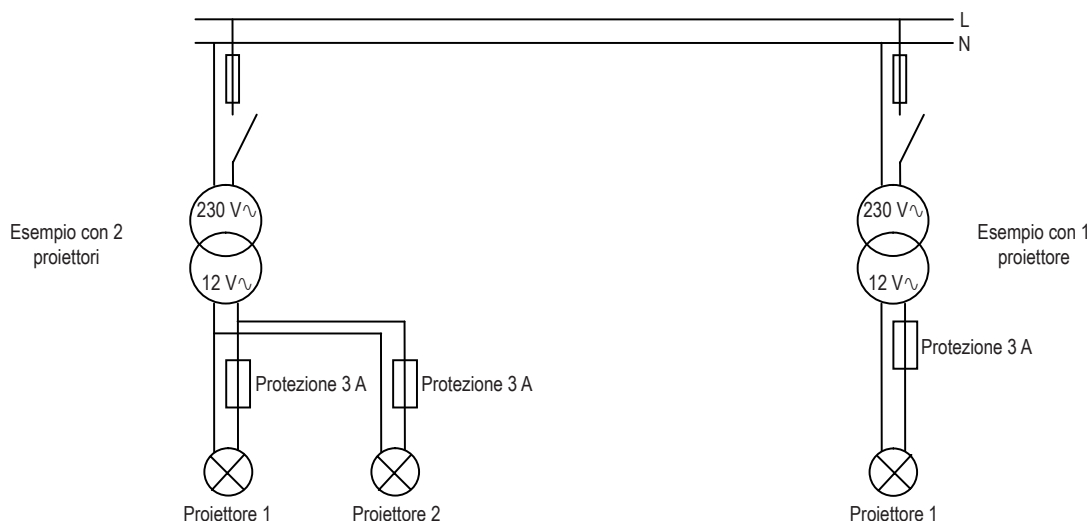 L
N
230 V∿
230 V∿
Esempio con 2
proiettori
Esempio con 1
proiettore
12 V∿
12 V∿
Protezione 3 A
Protezione 3 A
Protezione 3 A
Proiettore 1
Proiettore 2
Proiettore 1